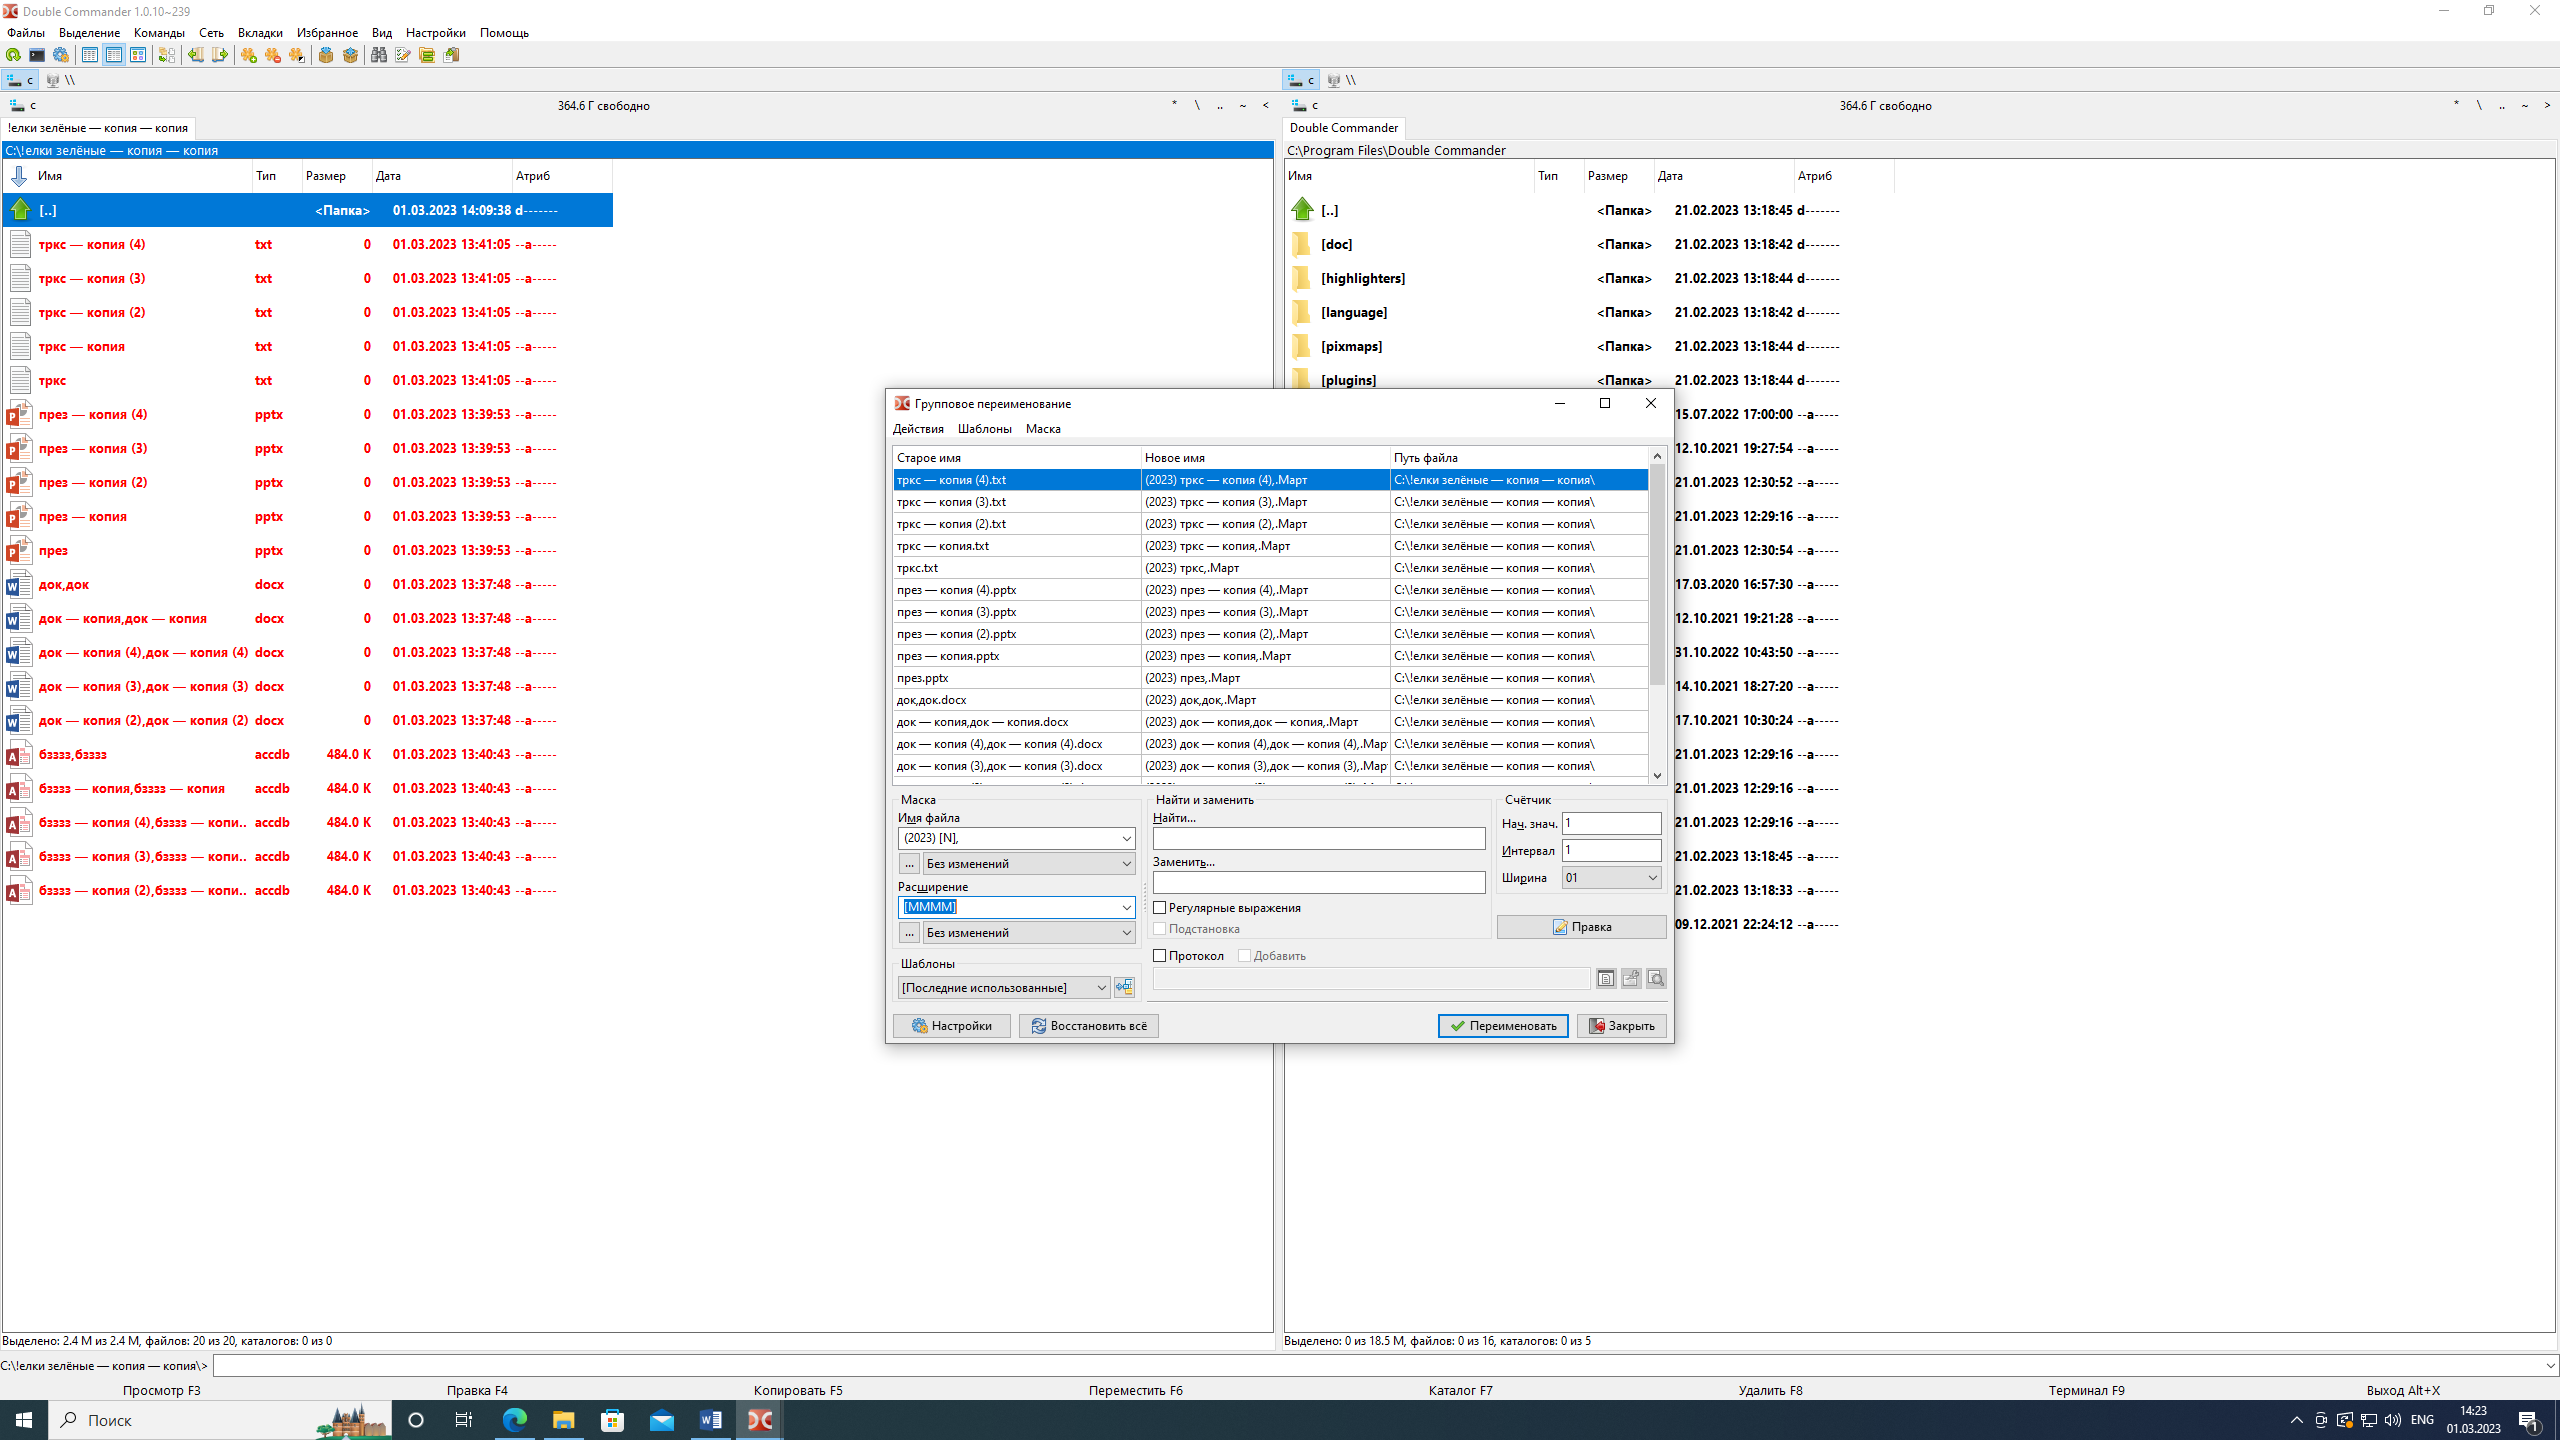 Double Commander 1.0.10~239
Файлы Выделение Команды Сеть Вкладки Избранное Вид Настройки Помощь
c \\
c \\
c 364.6 Г свободно * \ .. ~ <
c 364.6 Г свободно * \ .. ~ >
!елки зелёные — копия — копия
C:\!елки зелёные — копия — копия
Имя Тип Размер Дата Атриб
[..] <Папка> 01.03.2023 14:09:38 d-------
тркс — копия (4) txt 0 01.03.2023 13:41:05 --a-----
тркс — копия (3) txt 0 01.03.2023 13:41:05 --a-----
тркс — копия (2) txt 0 01.03.2023 13:41:05 --a-----
тркс — копия txt 0 01.03.2023 13:41:05 --a-----
тркс txt 0 01.03.2023 13:41:05 --a-----
през — копия (4) pptx 0 01.03.2023 13:39:53 --a-----
през — копия (3) pptx 0 01.03.2023 13:39:53 --a-----
през — копия (2) pptx 0 01.03.2023 13:39:53 --a-----
през — копия pptx 0 01.03.2023 13:39:53 --a-----
през pptx 0 01.03.2023 13:39:53 --a-----
док,док docx 0 01.03.2023 13:37:48 --a-----
док — копия,док — копия docx 0 01.03.2023 13:37:48 --a-----
док — копия (4),док — копия (4) docx 0 01.03.2023 13:37:48 --a-----
док — копия (3),док — копия (3) docx 0 01.03.2023 13:37:48 --a-----
док — копия (2),док — копия (2) docx 0 01.03.2023 13:37:48 --a-----
бзззз,бзззз accdb 484.0 K 01.03.2023 13:40:43 --a-----
бзззз — копия,бзззз — копия accdb 484.0 K 01.03.2023 13:40:43 --a-----
бзззз — копия (4),бзззз — копи.. accdb 484.0 K 01.03.2023 13:40:43 --a-----
бзззз — копия (3),бзззз — копи.. accdb 484.0 K 01.03.2023 13:40:43 --a-----
бзззз — копия (2),бзззз — копи.. accdb 484.0 K 01.03.2023 13:40:43 --a-----
Выделено: 2.4 M из 2.4 M, файлов: 20 из 20, каталогов: 0 из 0
Double Commander
C:\Program Files\Double Commander
Имя Тип Размер Дата Атриб
[..] <Папка> 21.02.2023 13:18:45 d-------
[doc] <Папка> 21.02.2023 13:18:42 d-------
[highlighters] <Папка> 21.02.2023 13:18:44 d-------
[language] <Папка> 21.02.2023 13:18:42 d-------
[pixmaps] <Папка> 21.02.2023 13:18:44 d-------
[plugins] <Папка> 21.02.2023 13:18:44 d-------
15.07.2022 17:00:00 --a-----
12.10.2021 19:27:54 --a-----
21.01.2023 12:30:52 --a-----
21.01.2023 12:29:16 --a-----
21.01.2023 12:30:54 --a-----
17.03.2020 16:57:30 --a-----
12.10.2021 19:21:28 --a-----
31.10.2022 10:43:50 --a-----
14.10.2021 18:27:20 --a-----
17.10.2021 10:30:24 --a-----
21.01.2023 12:29:16 --a-----
21.01.2023 12:29:16 --a-----
21.01.2023 12:29:16 --a-----
21.02.2023 13:18:45 --a-----
21.02.2023 13:18:33 --a-----
09.12.2021 22:24:12 --a-----
Выделено: 0 из 18.5 M, файлов: 0 из 16, каталогов: 0 из 5
Групповое переименование
Действия Шаблоны Маска
Старое имя Новое имя Путь файла
тркс — копия (4).txt (2023) тркс — копия (4),.Март C:\!елки зелёные — копия — копия\
тркс — копия (3).txt (2023) тркс — копия (3),.Март C:\!елки зелёные — копия — копия\
тркс — копия (2).txt (2023) тркс — копия (2),.Март C:\!елки зелёные — копия — копия\
тркс — копия.txt (2023) тркс — копия,.Март C:\!елки зелёные — копия — копия\
тркс.txt (2023) тркс,.Март C:\!елки зелёные — копия — копия\
през — копия (4).pptx (2023) през — копия (4),.Март C:\!елки зелёные — копия — копия\
през — копия (3).pptx (2023) през — копия (3),.Март C:\!елки зелёные — копия — копия\
през — копия (2).pptx (2023) през — копия (2),.Март C:\!елки зелёные — копия — копия\
през — копия.pptx (2023) през — копия,.Март C:\!елки зелёные — копия — копия\
през.pptx (2023) през,.Март C:\!елки зелёные — копия — копия\
док,док.docx (2023) док,док,.Март C:\!елки зелёные — копия — копия\
док — копия,док — копия.docx (2023) док — копия,док — копия,.Март C:\!елки зелёные — копия — копия\
док — копия (4),док — копия (4).docx (2023) док — копия (4),док — копия (4),.Мар C:\!елки зелёные — копия — копия\
док — копия (3),док — копия (3).docx (2023) док — копия (3),док — копия (3),.Мар C:\!елки зелёные — копия — копия\
Маска
Имя файла
(2023) [N],
... Без изменений
Расширение
[MMMM]
... Без изменений
Шаблоны
[Последние использованные]
Найти и заменить
Найти...
Заменить...
Регулярные выражения
Подстановка
Протокол Добавить
Счётчик
Нач. знач. 1
Интервал 1
Ширина 01
Правка
Настройки Восстановить всё Переименовать Закрыть
C:\!елки зелёные — копия — копия\>
Просмотр F3 Правка F4 Копировать F5 Переместить F6 Каталог F7 Удалить F8 Терминал F9 Выход Alt+X
Поиск
ENG 14:23
01.03.2023
1